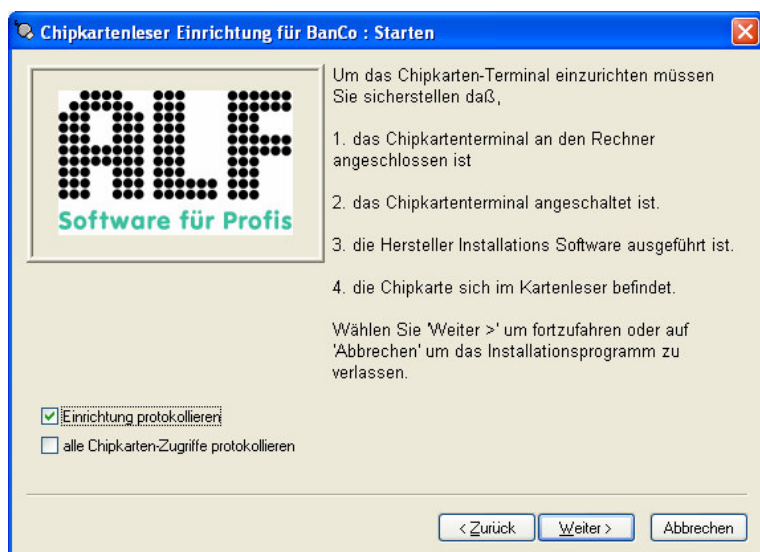 Chipkartenleser Einrichtung für BanCo : Starten
ALF
Software für Profis
Um das Chipkarten-Terminal einzurichten müssen
Sie sicherstellen daß,
1. das Chipkartenterminal an den Rechner
angeschlossen ist
2. das Chipkartenterminal angeschaltet ist.
3. die Hersteller Installations Software ausgeführt ist.
4. die Chipkarte sich im Kartenleser befindet.
Wählen Sie 'Weiter >' um fortzufahren oder auf
'Abbrechen' um das Installationsprogramm zu
verlassen.
Einrichtung protokollieren
alle Chipkarten-Zugriffe protokollieren
< Zurück
Weiter >
Abbrechen